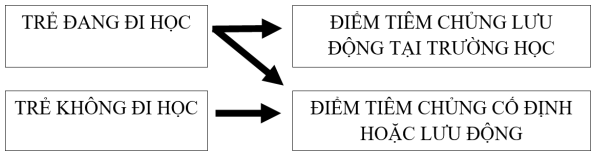 TRẺ ĐANG ĐI HỌC
ĐIỂM TIÊM CHỦNG LƯU
ĐỘNG TẠI TRƯỜNG HỌC
TRẺ KHÔNG ĐI HỌC
ĐIỂM TIÊM CHỦNG CỐ ĐỊNH
HOẶC LƯU ĐỘNG